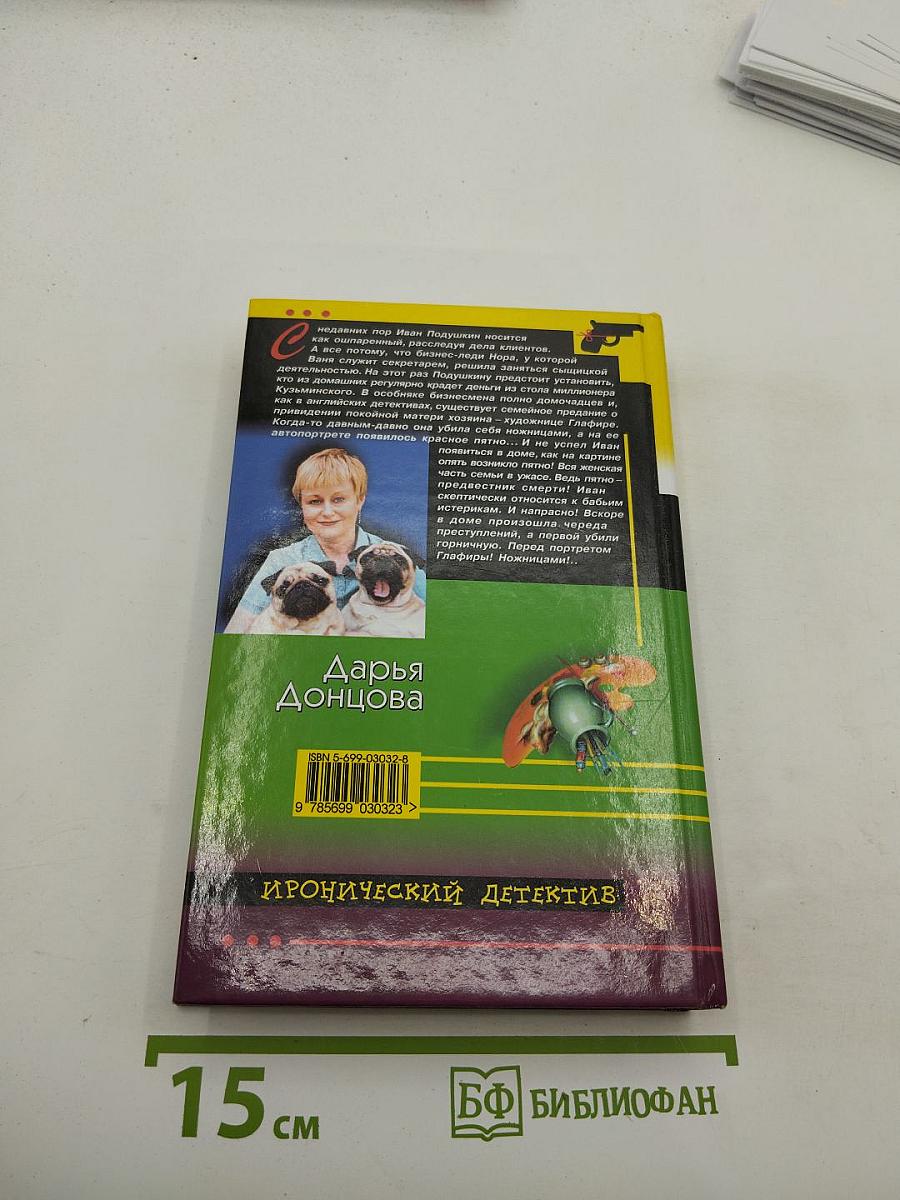 С недавних пор Иван Подушкин носится
как ошпаренный, расследуя дела клиентов.
А все потому, что бизнес-леди Нора, у которой
Ваня служит секретарем, решила заняться сыщицкой
деятельностью. На этот раз Подушкину предстоит установить,
кто из домашних регулярно крадет деньги из стола миллионера
Кузьминского. В особняке бизнесмена полно домочадцев и,
как в английских детективах, существует семейное предание о
привидении покойной матери хозяина – художнице Глафире.
Когда-то давным-давно она убила себя ножницами, а на ее
автопортрете появилось красное пятно... И не успел Иван
появиться в доме, как на картине
опять возникло пятно! Вся женская
часть семьи в ужасе. Ведь пятно –
предвестник смерти! Иван
скептически относится к бабьим
истерикам. И напрасно! Вскоре
в доме произошла череда
преступлений, а первой убили
горничную. Перед портретом
Глафиры! Ножницами!..
Дарья
Донцова
ISBN 5-699-03032-8
9 785699 030323 >
ИРОНИЧЕСКИЙ ДЕТЕКТИВ
15 см
БФ БИБЛИОФАН